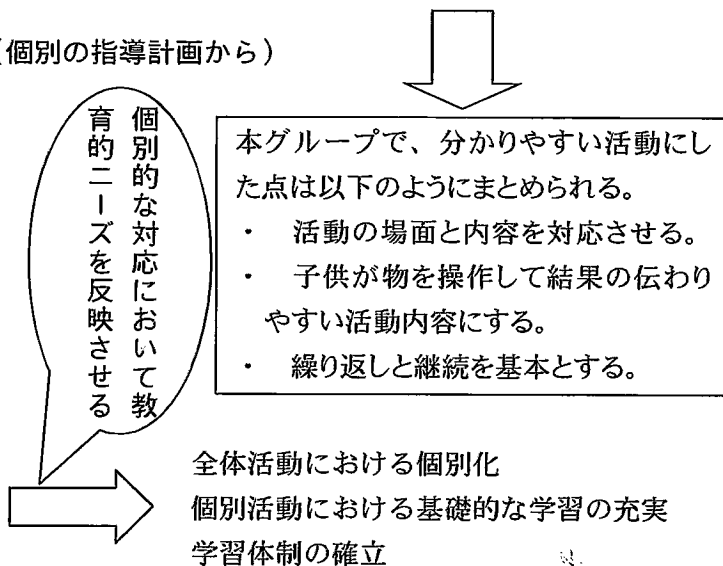 (個別の指導計画から)
個別的な対応において教
育的ニーズを反映させる
本グループで、分かりやすい活動にし
た点は以下のようにまとめられる。
・ 活動の場面と内容を対応させる。
・ 子供が物を操作して結果の伝わり
やすい活動内容にする。
・ 繰り返しと継続を基本とする。
全体活動における個別化
個別活動における基礎的な学習の充実
学習体制の確立